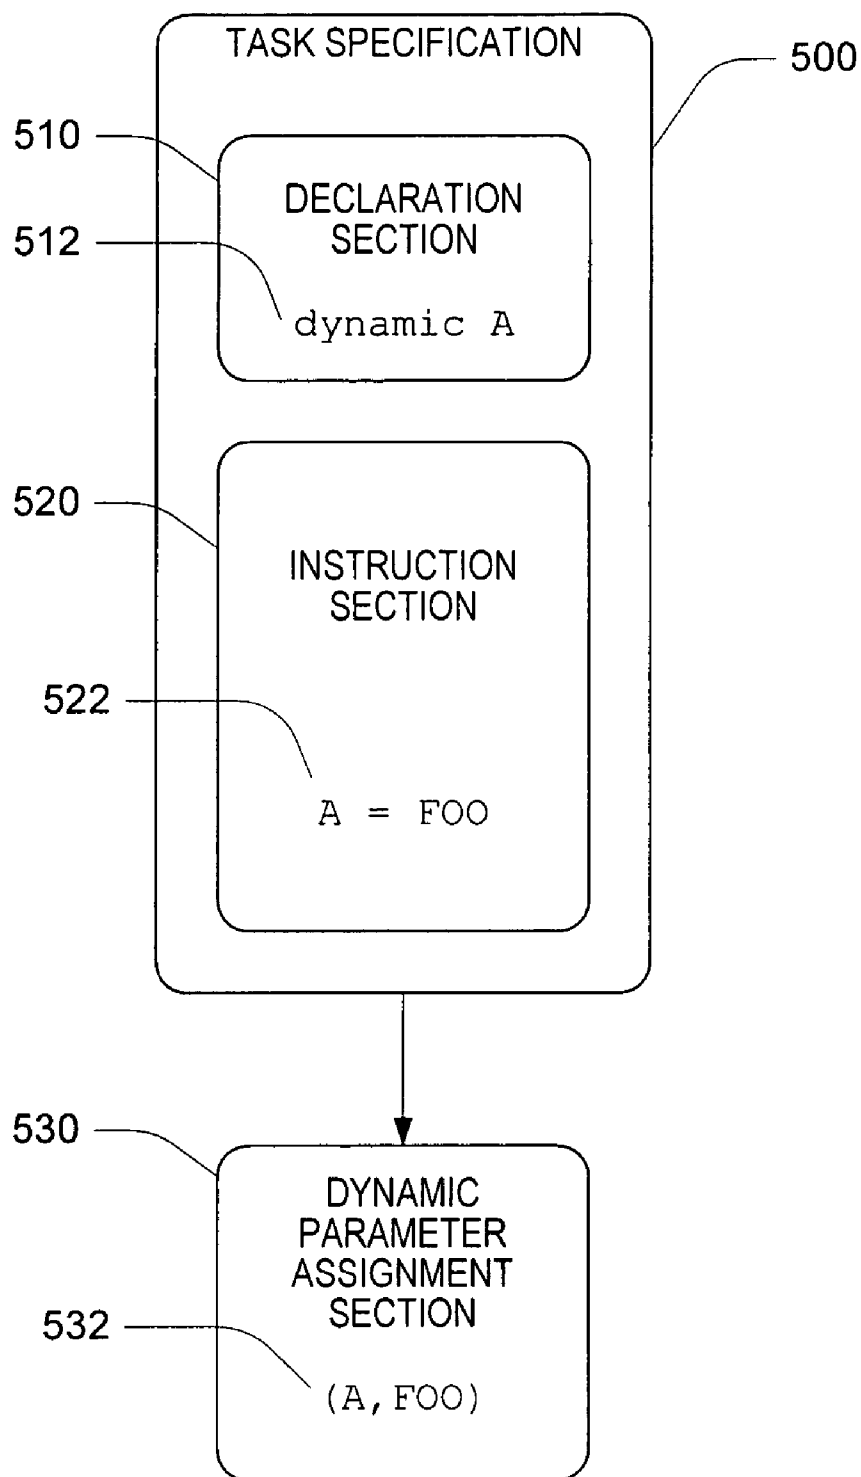 TASK SPECIFICATION
500
510
DECLARATION
SECTION
512
dynamic A
520
INSTRUCTION
SECTION
522
A = FOO
530
DYNAMIC
PARAMETER
ASSIGNMENT
SECTION
532
(A, FOO)